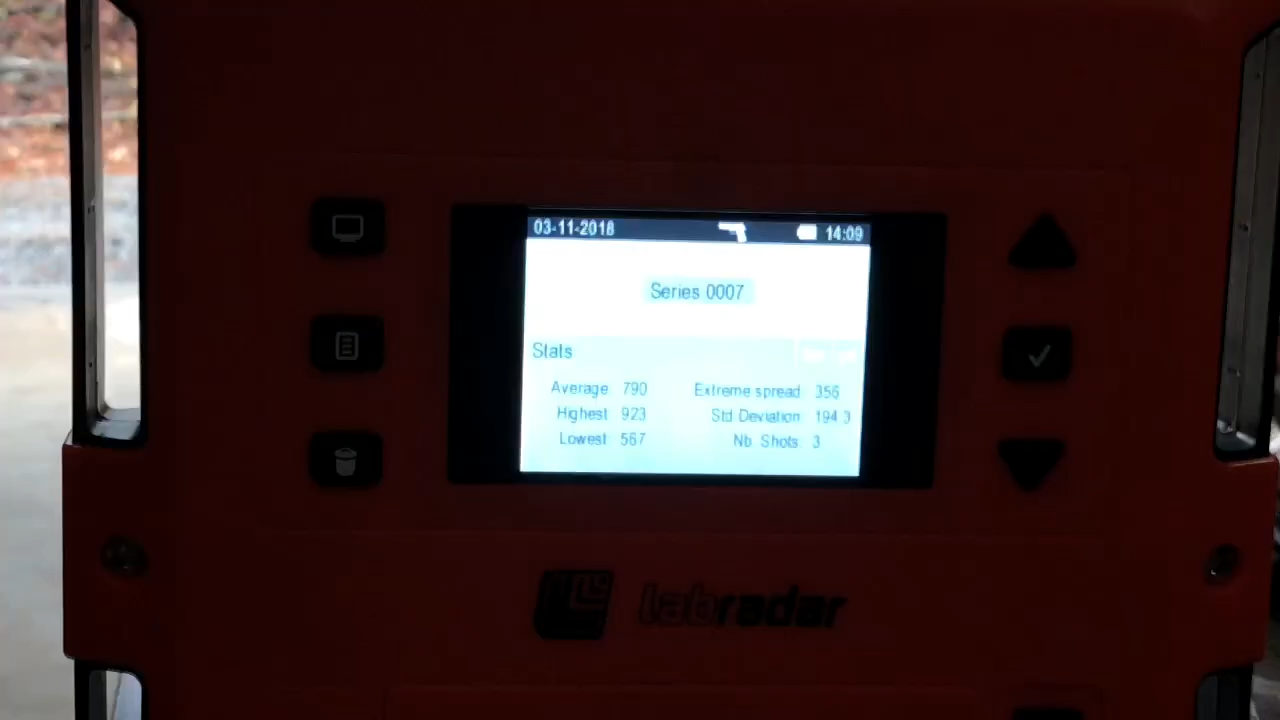 03-11-2018 14:09
Series 0007
Stats
Average 790 Extreme spread 356
Highest 923 Std Deviation 194.3
Lowest 567 Nb. Shots 3
labradar